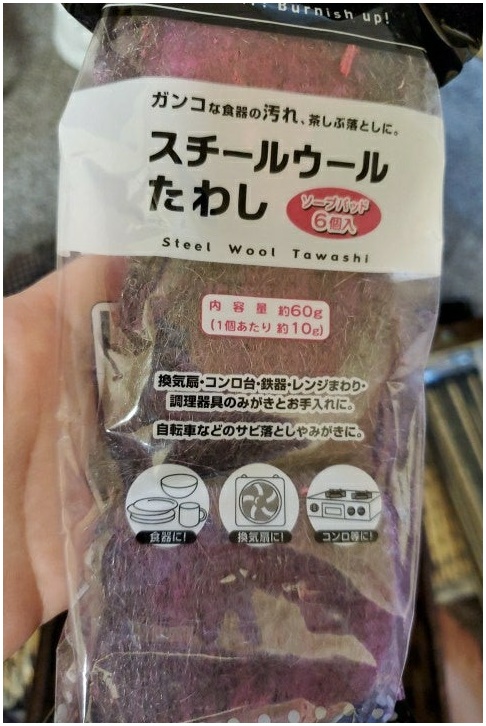 Burnish up!
ガンコな食器の汚れ、茶しぶ落としに。
スチールウール
たわし
ソープパッド
6個入
Steel Wool Tawashi
内容量 約60g
(1個あたり 約10g)
換気扇・コンロ台・鉄器・レンジまわり・
調理器具のみがきとお手入れに。
自転車などのサビ落としやみがきに。
食器に!
換気扇に!
コンロ等に!